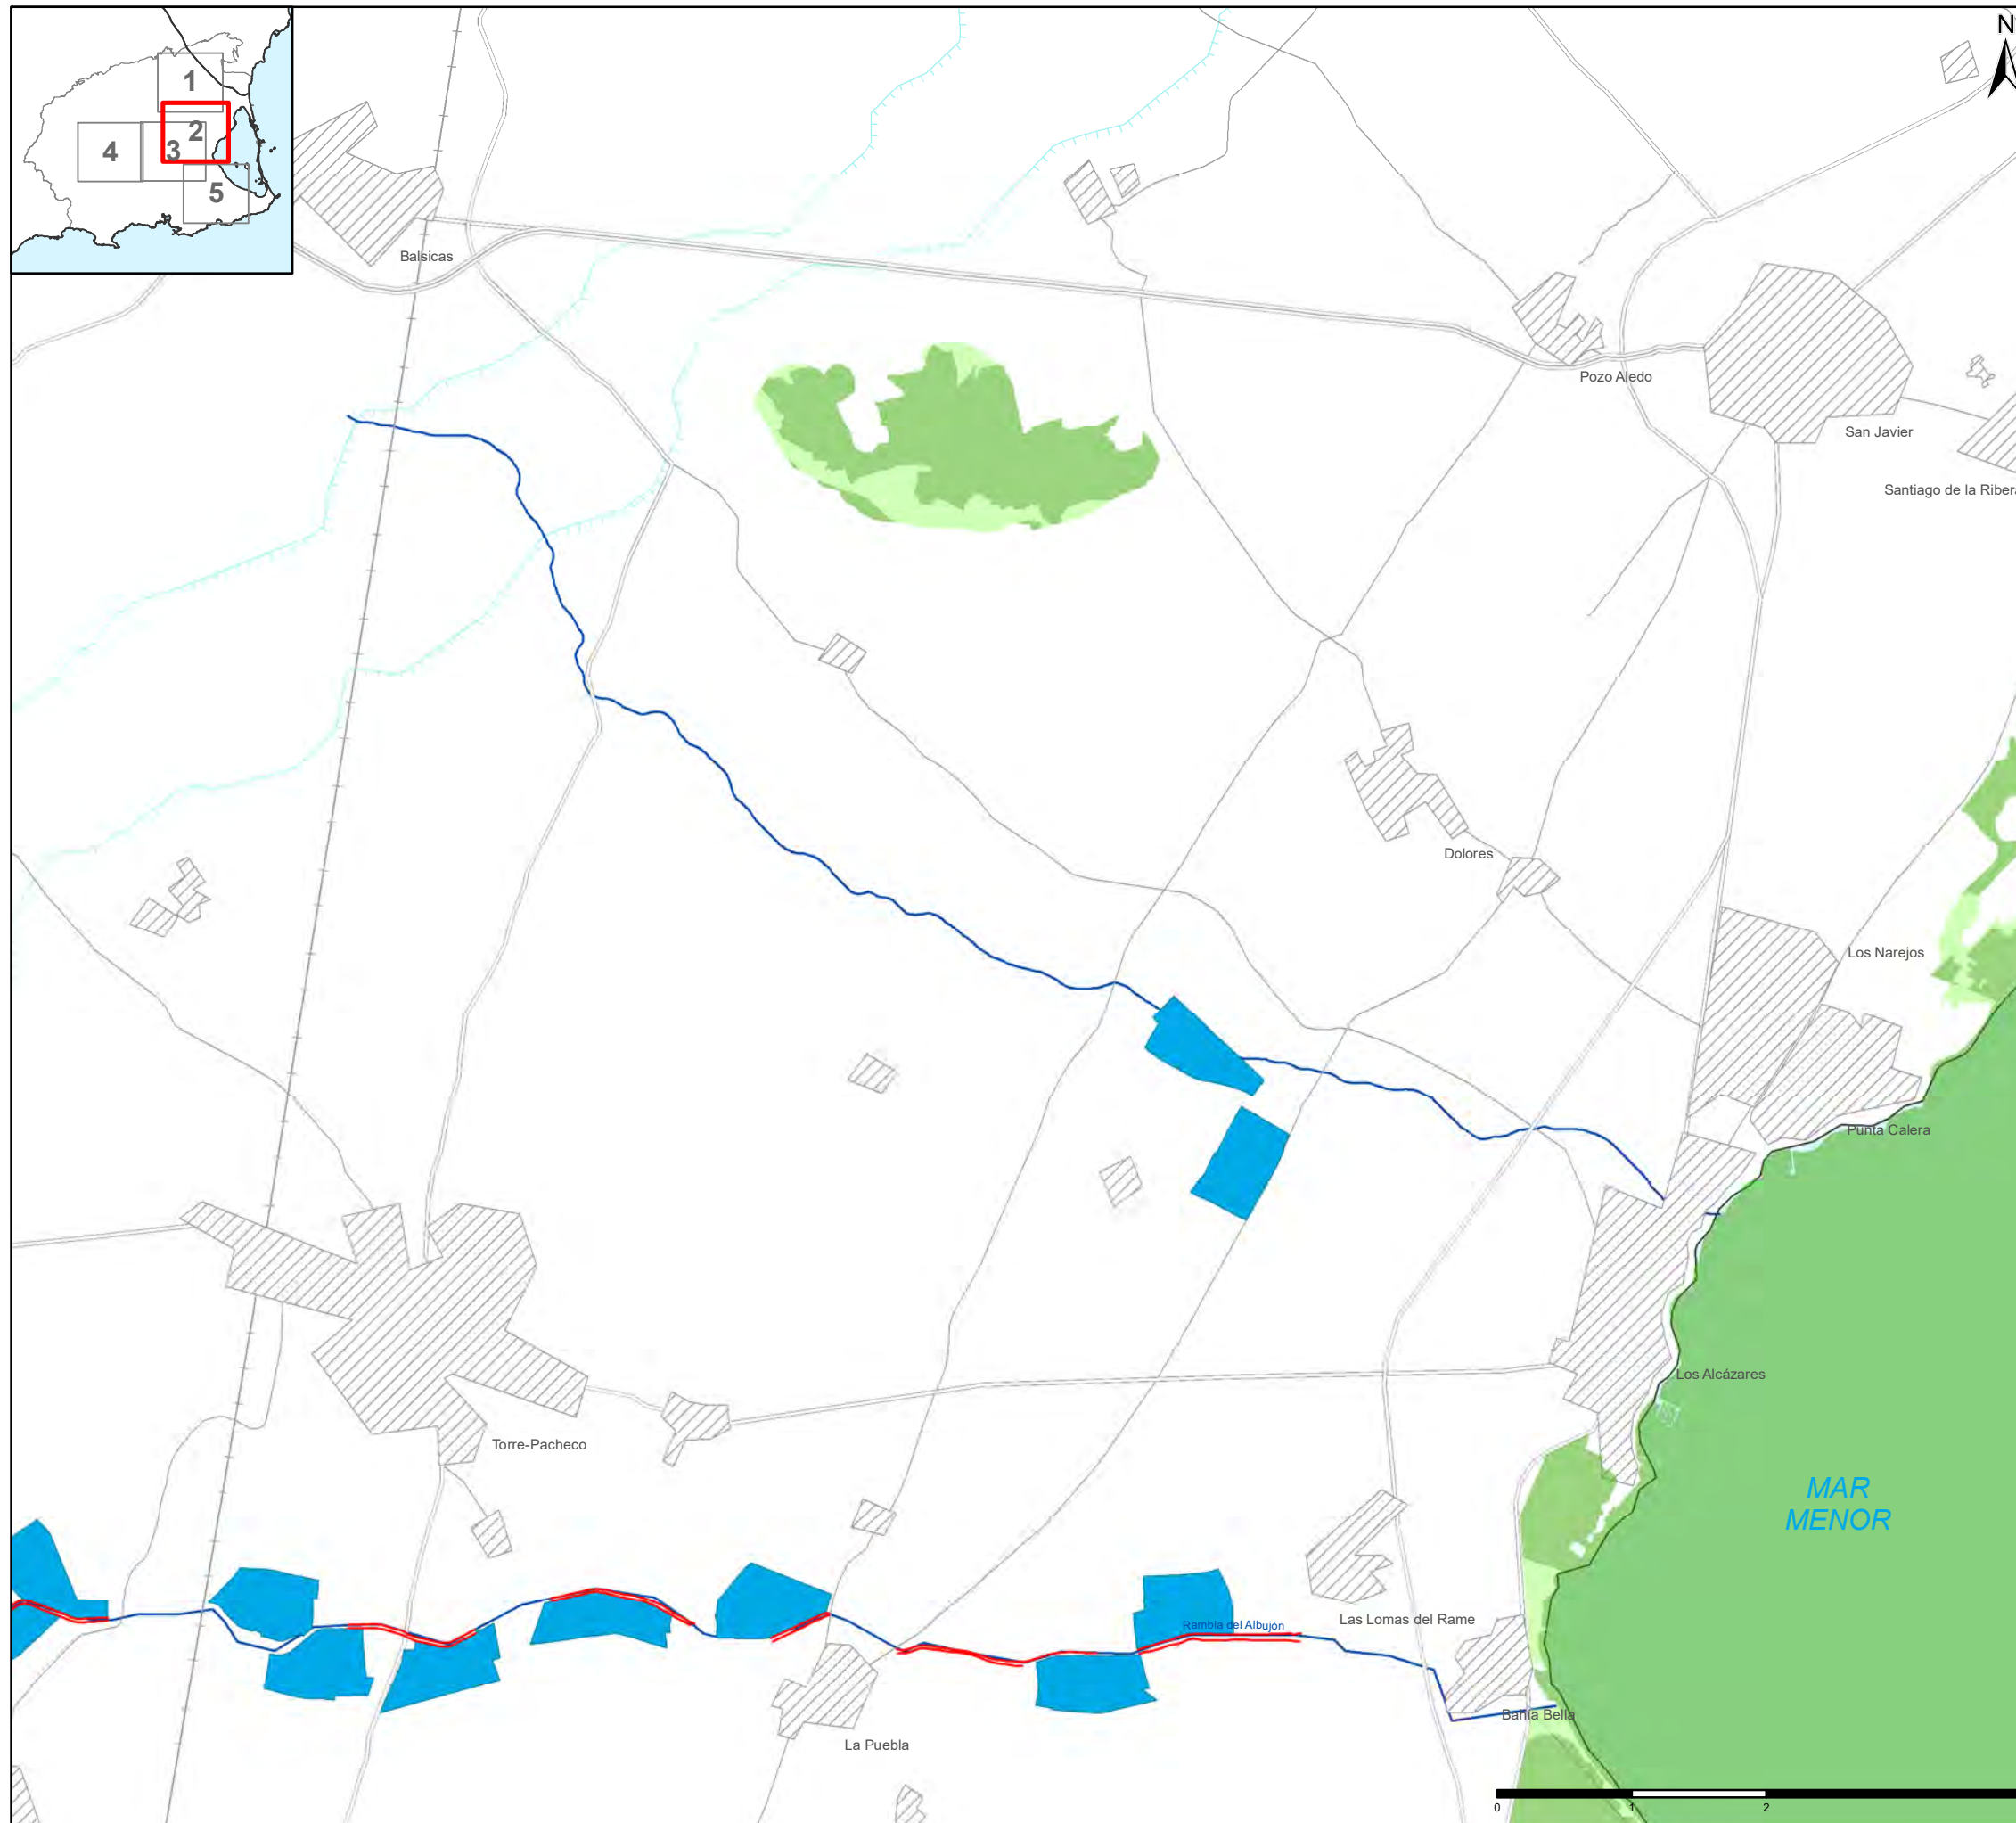 N
1
2
4
3
5
Balsicas
Pozo Aledo
San Javier
Santiago de la Ribera
Dolores
Los Narejos
Punta Calera
Los Alcázares
Torre-Pacheco
MAR
MENOR
Las Lomas del Rame
Rambla del Albujón
Bahía Bella
La Puebla
0
1
2